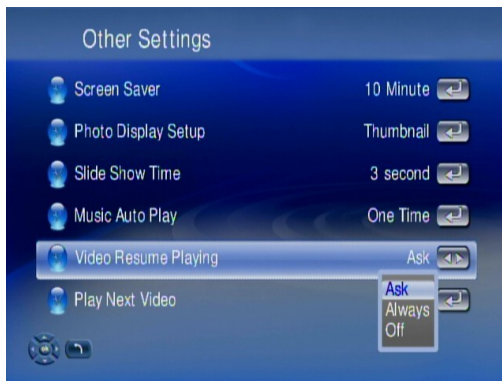 Other Settings
Screen Saver 10 Minute
Photo Display Setup Thumbnail
Slide Show Time 3 second
Music Auto Play One Time
Video Resume Playing Ask
Ask
Play Next Video
Always
Off